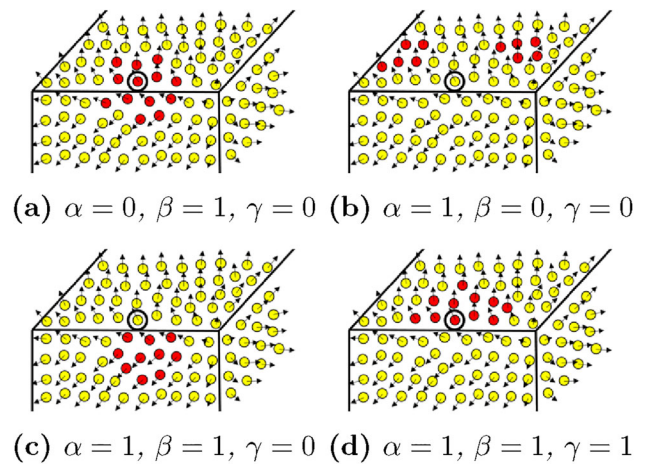 (a) α = 0, β = 1, γ = 0 (b) α = 1, β = 0, γ = 0
(c) α = 1, β = 1, γ = 0 (d) α = 1, β = 1, γ = 1